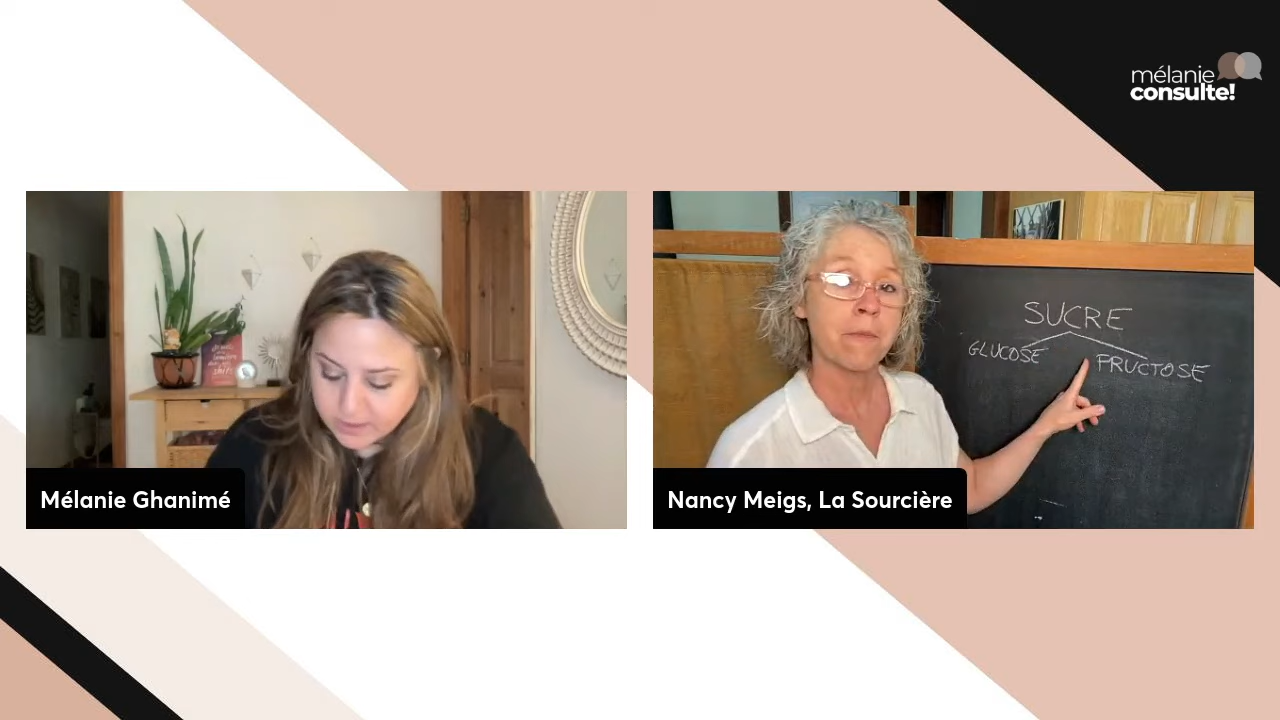 mélanie
consulte!
SUCRE
GLUCOSE
FRUCTOSE
Mélanie Ghanimé
Nancy Meigs, La Sourcière